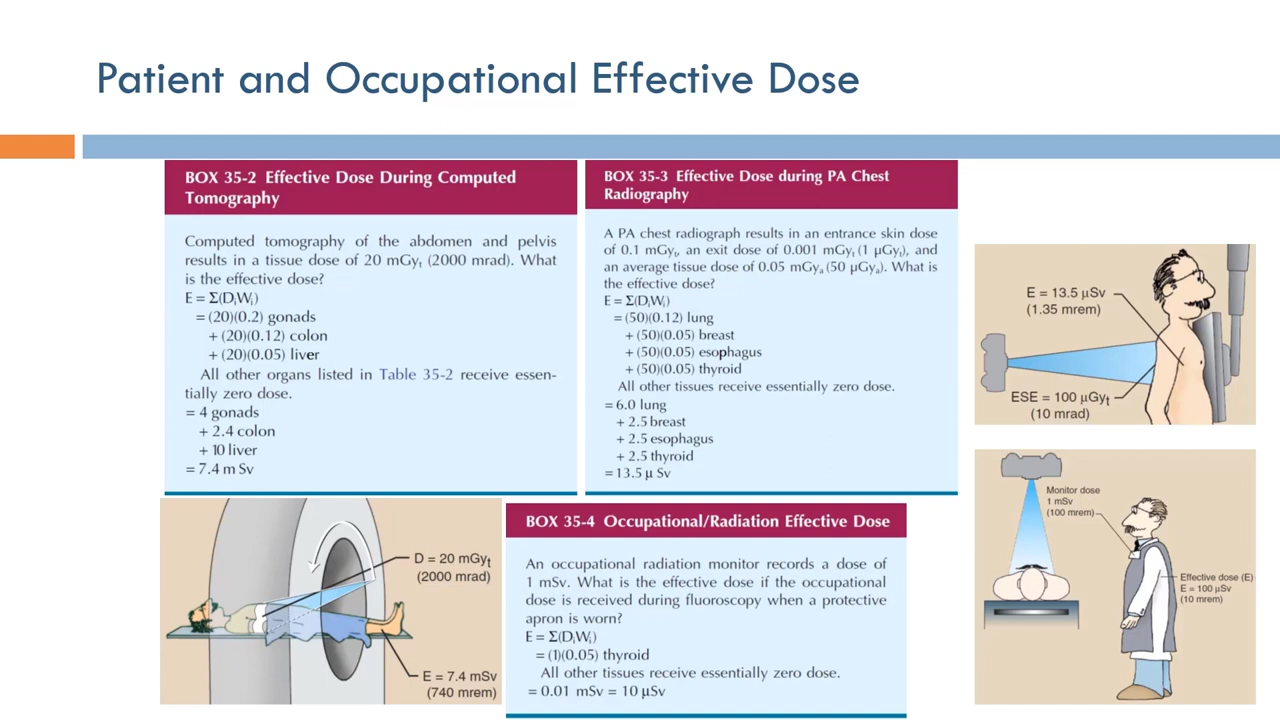 Patient and Occupational Effective Dose
BOX 35-2 Effective Dose During Computed
Tomography
Computed tomography of the abdomen and pelvis
results in a tissue dose of 20 mGyt (2000 mrad). What
is the effective dose?
E = Σ(DiWi)
= (20)(0.2) gonads
+ (20)(0.12) colon
+ (20)(0.05) liver
All other organs listed in Table 35-2 receive essen-
tially zero dose.
= 4 gonads
+ 2.4 colon
+ 10 liver
= 7.4 m Sv
BOX 35-3 Effective Dose during PA Chest
Radiography
A PA chest radiograph results in an entrance skin dose
of 0.1 mGyt, an exit dose of 0.001 mGyt (1 μGyt), and
an average tissue dose of 0.05 mGya (50 μGya). What is
the effective dose?
E = Σ(DiWi)
= (50)(0.12) lung
+ (50)(0.05) breast
+ (50)(0.05) esophagus
+ (50)(0.05) thyroid
All other tissues receive essentially zero dose.
= 6.0 lung
+ 2.5 breast
+ 2.5 esophagus
+ 2.5 thyroid
= 13.5 μ Sv
E = 13.5 μSv
(1.35 mrem)
ESE = 100 μGyt
(10 mrad)
D = 20 mGyt
(2000 mrad)
E = 7.4 mSv
(740 mrem)
BOX 35-4 Occupational/Radiation Effective Dose
An occupational radiation monitor records a dose of
1 mSv. What is the effective dose if the occupational
dose is received during fluoroscopy when a protective
apron is worn?
E = Σ(DiWi)
= (1)(0.05) thyroid
All other tissues receive essentially zero dose.
= 0.01 mSv = 10 μSv
Monitor dose
1 mSv
(100 mrem)
Effective dose (E)
E = 100 μSv
(10 mrem)